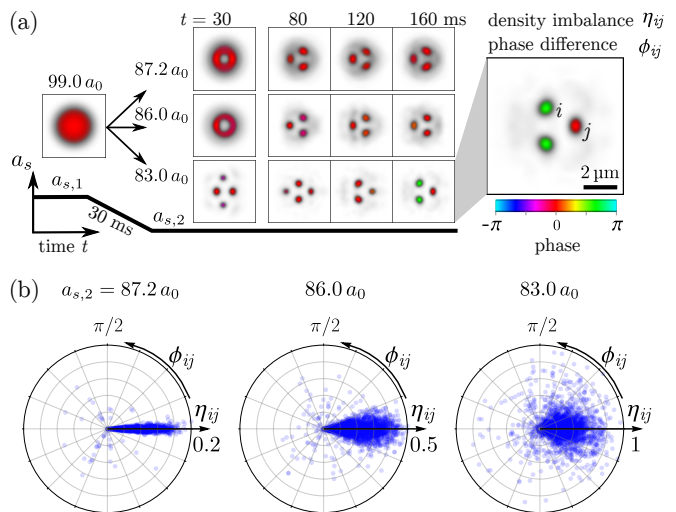 (a)
t = 30 80 120 160 ms
density imbalance η_ij
phase difference ϕ_ij
99.0 a_0
87.2 a_0
86.0 a_0
83.0 a_0
i
j
2 μm
a_s
a_{s,1}
30 ms
a_{s,2}
time t
-π 0 π
phase
(b) a_{s,2} = 87.2 a_0 86.0 a_0 83.0 a_0
π/2 π/2 π/2
ϕ_ij ϕ_ij ϕ_ij
η_ij η_ij η_ij
0.2 0.5 1